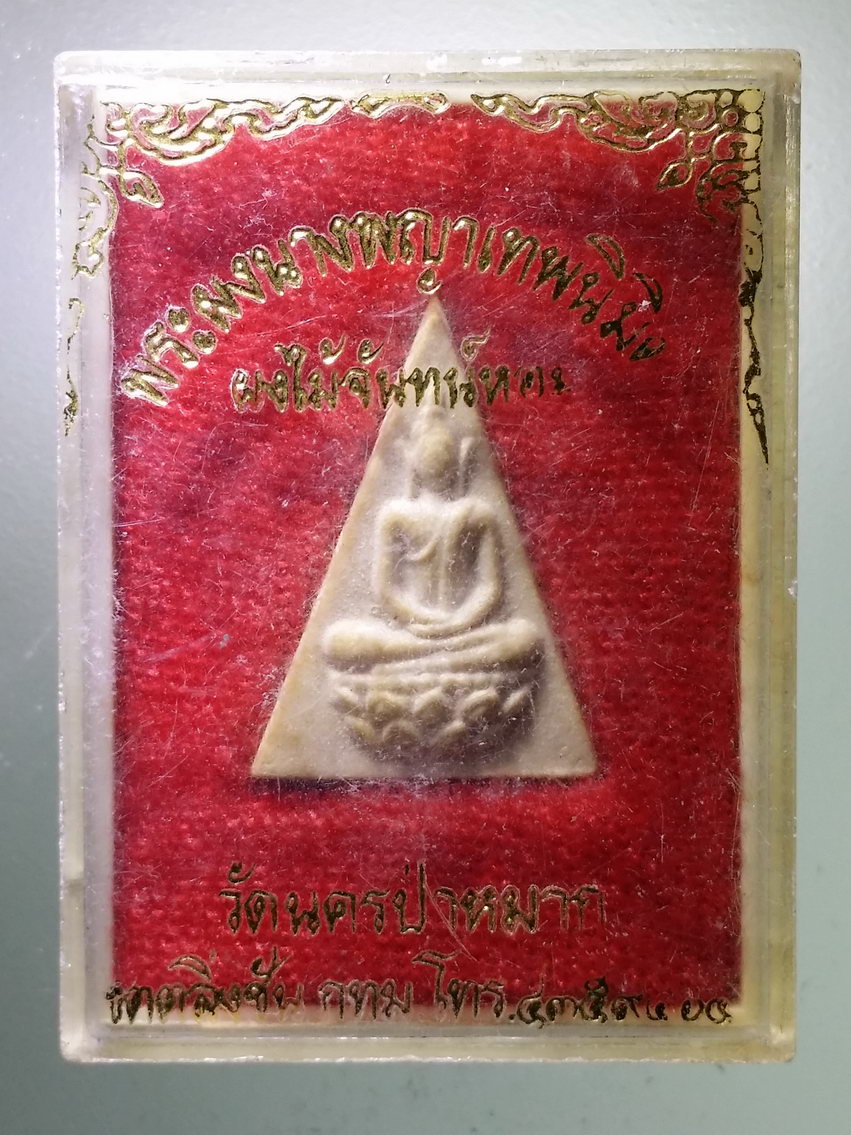 พระผงนางพญาเทพนิมิต
ผงไม้จันทน์หอม
วัดนครป่าหมาก
เขตตลิ่งชัน กทม โทร.